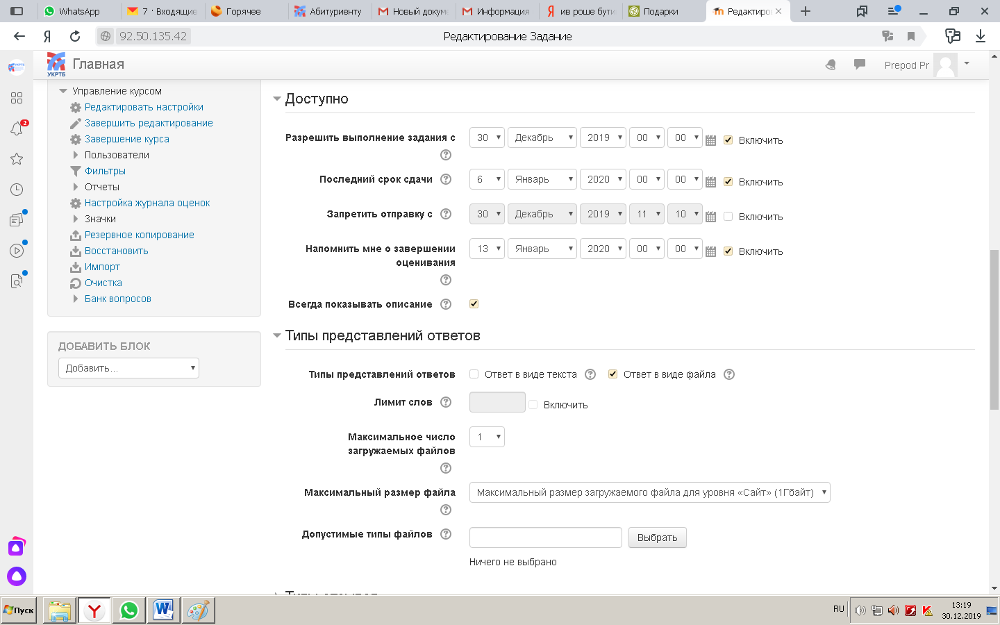 WhatsApp
7 · Входящие
Горячее
Абитуриенту
Новый докум
Информация
ив роше бути
Подарки
Редактиро
92.50.135.42
Редактирование Задание
УКРТБ
Главная
Prepod Pr
Управление курсом
Редактировать настройки
Завершить редактирование
Завершение курса
Пользователи
Фильтры
Отчеты
Настройка журнала оценок
Значки
Резервное копирование
Восстановить
Импорт
Очистка
Банк вопросов
ДОБАВИТЬ БЛОК
Добавить...
Доступно
Разрешить выполнение задания с 30 Декабрь 2019 00 00 Включить
Последний срок сдачи 6 Январь 2020 00 00 Включить
Запретить отправку с 30 Декабрь 2019 11 10 Включить
Напомнить мне о завершении 13 Январь 2020 00 00 Включить
оценивания
Всегда показывать описание
Типы представлений ответов
Типы представлений ответов Ответ в виде текста Ответ в виде файла
Лимит слов Включить
Максимальное число 1
загружаемых файлов
Максимальный размер файла Максимальный размер загружаемого файла для уровня «Сайт» (1Гбайт)
Допустимые типы файлов Выбрать
Ничего не выбрано
Пуск
RU
13:19
30.12.2019